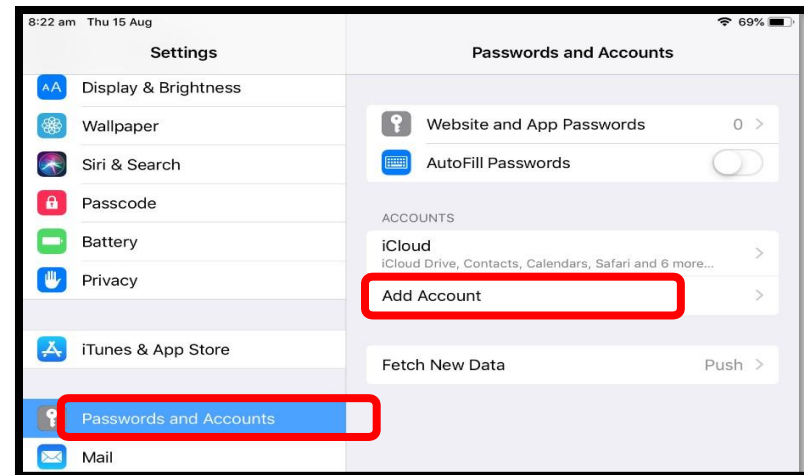 8:22 am Thu 15 Aug
69%
Settings
Display & Brightness
Wallpaper
Siri & Search
Passcode
Battery
Privacy
iTunes & App Store
Passwords and Accounts
Mail
Passwords and Accounts
Website and App Passwords 0 >
AutoFill Passwords
ACCOUNTS
iCloud
iCloud Drive, Contacts, Calendars, Safari and 6 more...
Add Account
Fetch New Data Push >